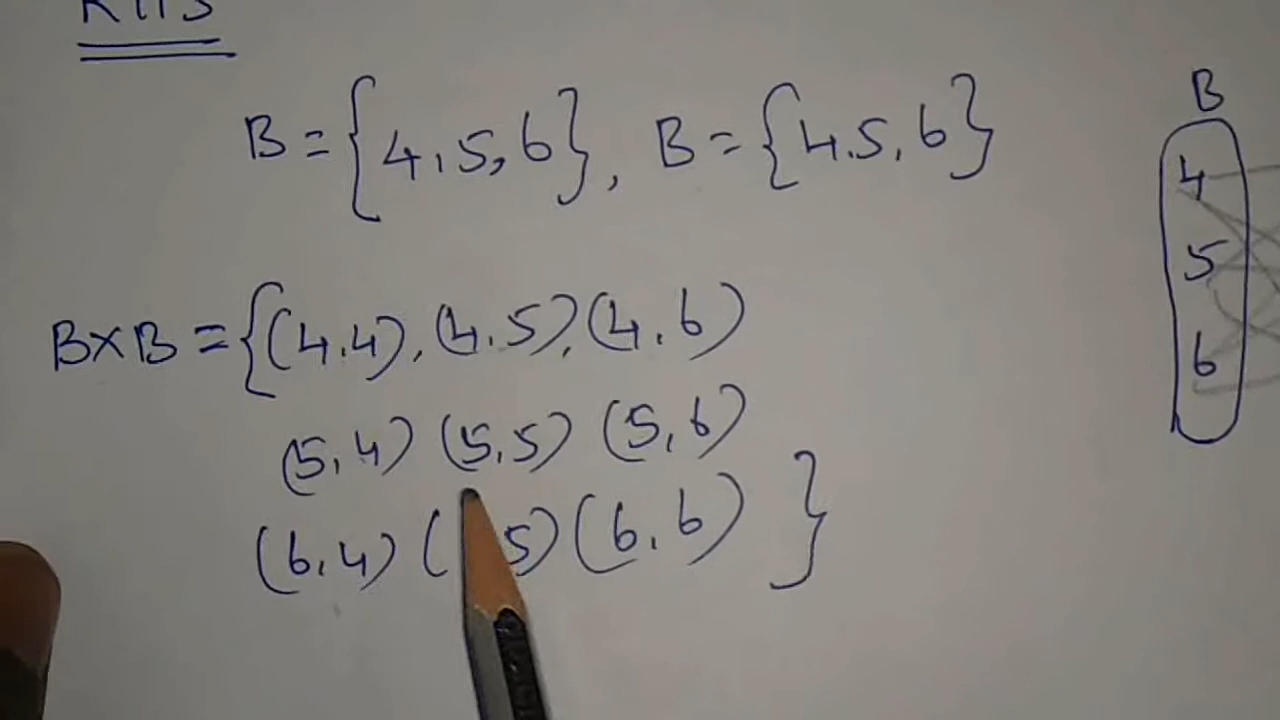 RHS
B = {4,5,6}, B = {4.5,6}
B×B = {(4.4), (4.5), (4.6)
(5,4) (5,5) (5,6)
(6,4) ( 5) (6,6) }
B
4
5
6